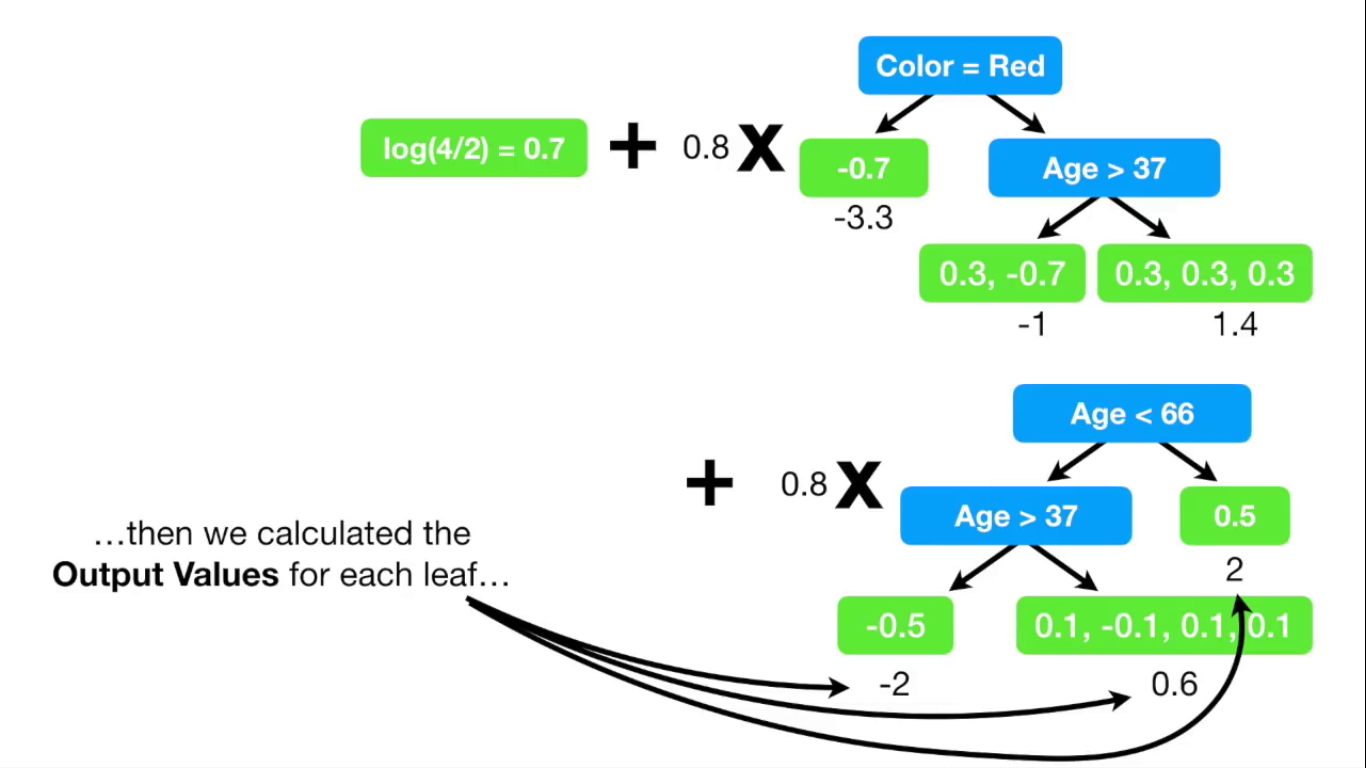 Color = Red
log(4/2) = 0.7 + 0.8 X -0.7 Age > 37
-3.3
0.3, -0.7 0.3, 0.3, 0.3
-1 1.4
Age < 66
+ 0.8 X Age > 37 0.5
2
…then we calculated the
Output Values for each leaf…
-0.5 0.1, -0.1, 0.1, 0.1
-2 0.6